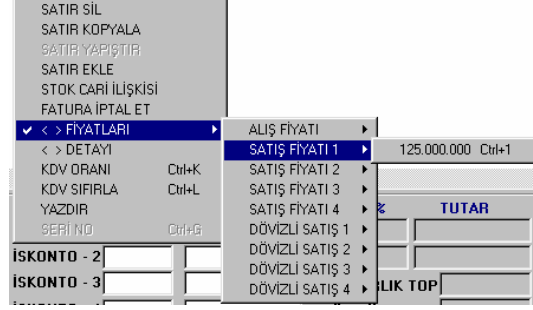 SATIR SİL
SATIR KOPYALA
SATIR YAPIŞTIR
SATIR EKLE
STOK CARİ İLİŞKİSİ
FATURA İPTAL ET
< > FİYATLARI
< > DETAYI
KDV ORANI Ctrl+K
KDV SIFIRLA Ctrl+L
YAZDIR
SERİ NO Ctrl+G
ALIŞ FİYATI
SATIŞ FİYATI 1
SATIŞ FİYATI 2
SATIŞ FİYATI 3
SATIŞ FİYATI 4
DÖVİZLİ SATIŞ 1
DÖVİZLİ SATIŞ 2
DÖVİZLİ SATIŞ 3
DÖVİZLİ SATIŞ 4
125.000.000 Ctrl+1
% TUTAR
İSKONTO - 2
İSKONTO - 3
LIK TOP